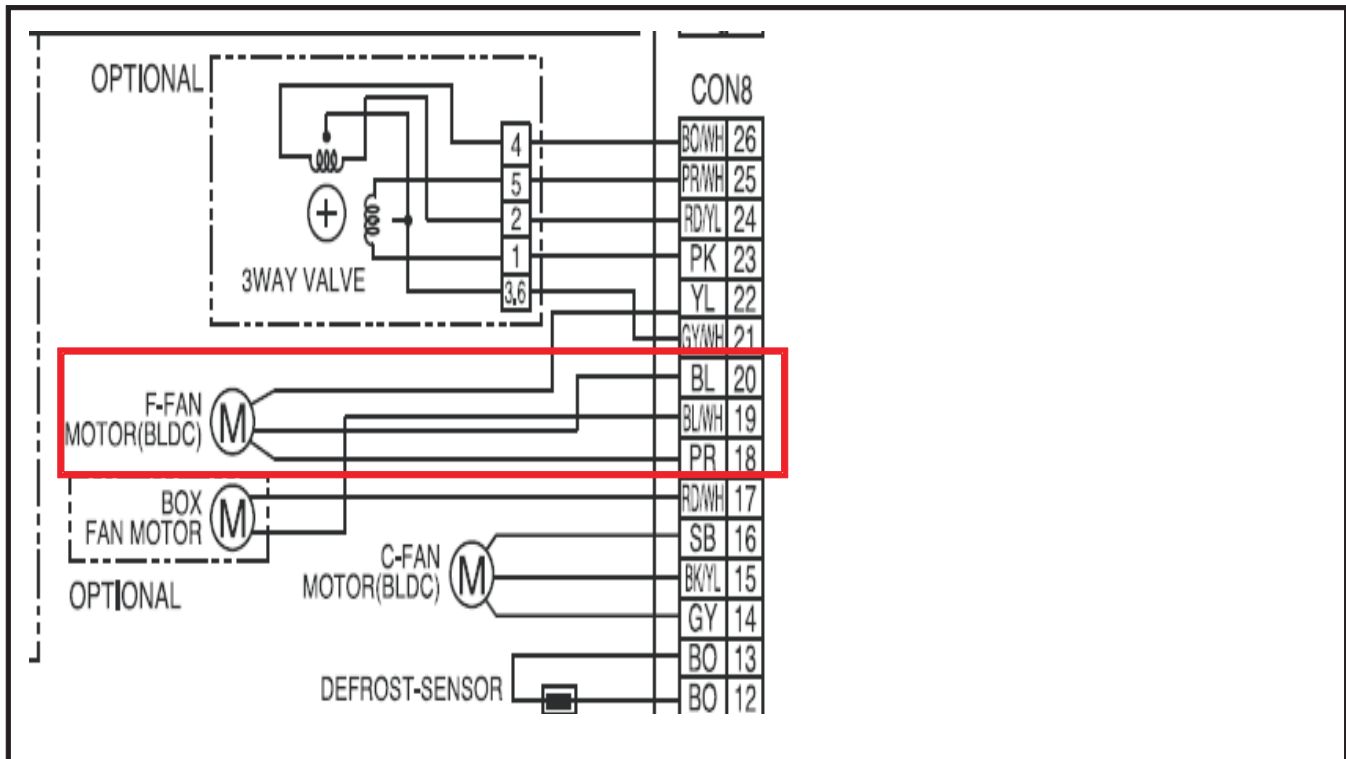 OPTIONAL
CON8
4 BO/WH 26
5 PR/WH 25
2 RD/YL 24
1 PK 23
3.6 YL 22
3WAY VALVE
GY/WH 21
F-FAN
MOTOR(BLDC)
M
BL 20
BL/WH 19
PR 18
BOX
FAN MOTOR
M
RD/WH 17
OPTIONAL
C-FAN
MOTOR(BLDC)
M
SB 16
BK/YL 15
GY 14
BO 13
DEFROST-SENSOR
BO 12